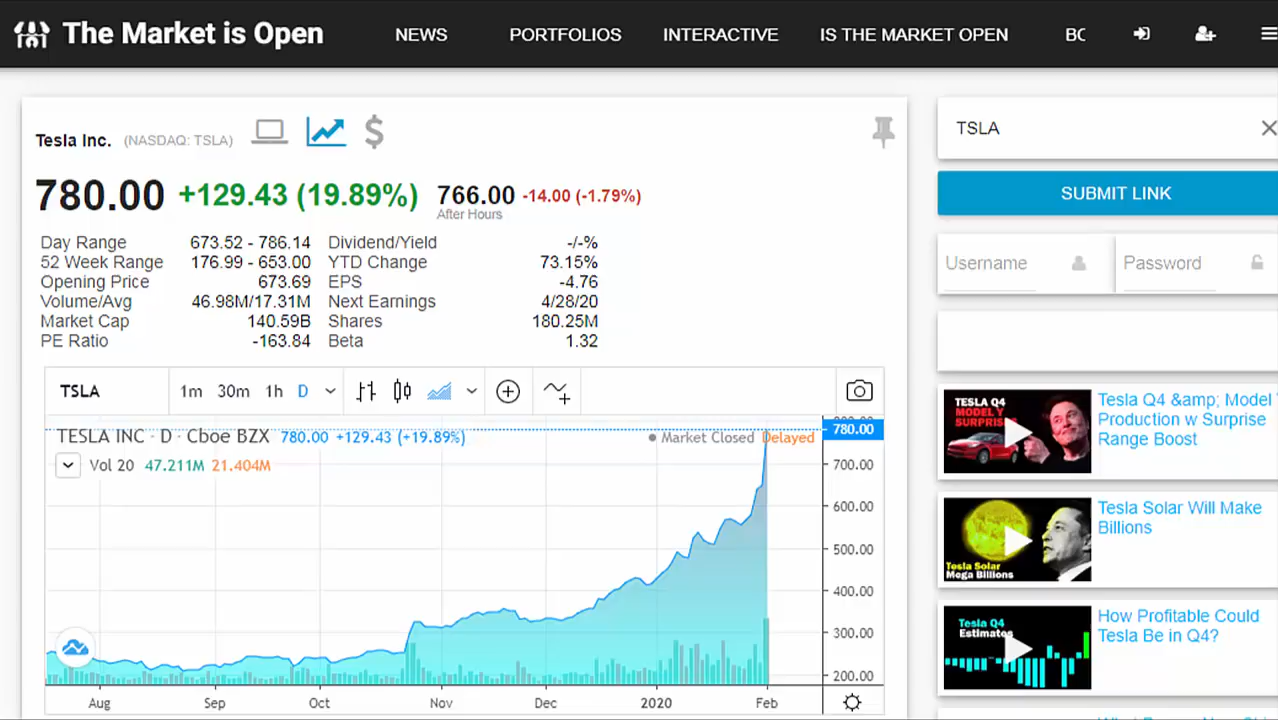 The Market is Open
NEWS
PORTFOLIOS
INTERACTIVE
IS THE MARKET OPEN
Tesla Inc. (NASDAQ: TSLA)
780.00 +129.43 (19.89%) 766.00 -14.00 (-1.79%)
After Hours
Day Range 673.52 - 786.14 Dividend/Yield -/-%
52 Week Range 176.99 - 653.00 YTD Change 73.15%
Opening Price 673.69 EPS -4.76
Volume/Avg 46.98M/17.31M Next Earnings 4/28/20
Market Cap 140.59B Shares 180.25M
PE Ratio -163.84 Beta 1.32
TSLA 1m 30m 1h D
TESLA INC · D · Cboe BZX 780.00 +129.43 (+19.89%) Market Closed Delayed
Vol 20 47.211M 21.404M
780.00
700.00
600.00
500.00
400.00
300.00
200.00
Aug Sep Oct Nov Dec 2020 Feb
TSLA
SUBMIT LINK
Username Password
TESLA Q4
MODEL Y
SURPRISE
Tesla Q4 &amp; Model
Production w Surprise
Range Boost
Tesla Solar
Mega Billions
Tesla Solar Will Make
Billions
Tesla Q4
Estimates
How Profitable Could
Tesla Be in Q4?